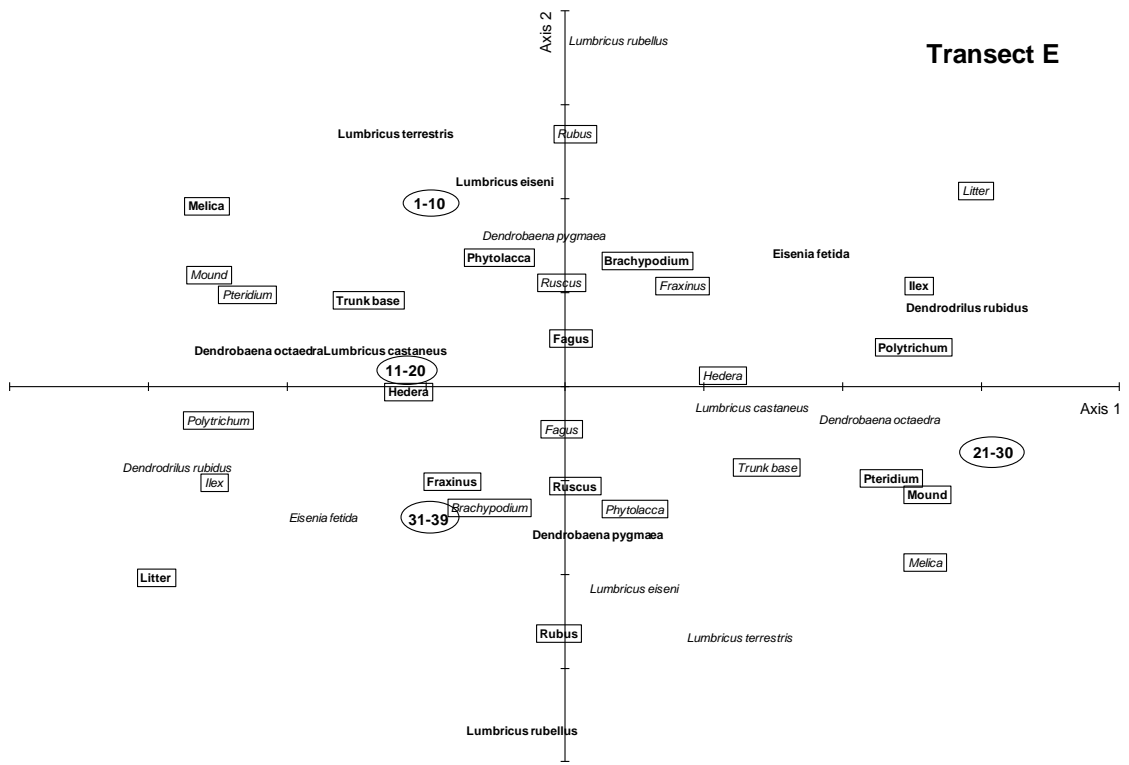 Axis 2
Lumbricus rubellus
Transect E
Lumbricus terrestris
Rubus
Lumbricus eiseni
Litter
Melica
1-10
Dendrobaena pygmaea
Phytolacca
Brachypodium
Eisenia fetida
Mound
Ruscus
Fraxinus
Ilex
Pteridium
Trunk base
Dendrodrilus rubidus
Fagus
Polytrichum
Dendrobaena octaedraLumbricus castaneus
11-20
Hedera
Hedera
Lumbricus castaneus
Axis 1
Polytrichum
Dendrobaena octaedra
Fagus
21-30
Dendrodrilus rubidus
Trunk base
Ilex
Fraxinus
Ruscus
Pteridium
Mound
Eisenia fetida
31-39
Brachypodium
Phytolacca
Dendrobaena pygmaea
Melica
Litter
Lumbricus eiseni
Rubus
Lumbricus terrestris
Lumbricus rubellus